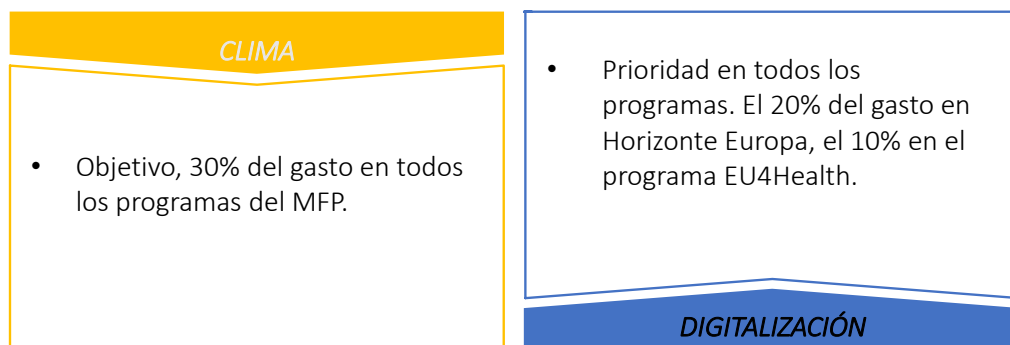 CLIMA
• Objetivo, 30% del gasto en todos
los programas del MFP.
• Prioridad en todos los
programas. El 20% del gasto en
Horizonte Europa, el 10% en el
programa EU4Health.
DIGITALIZACIÓN